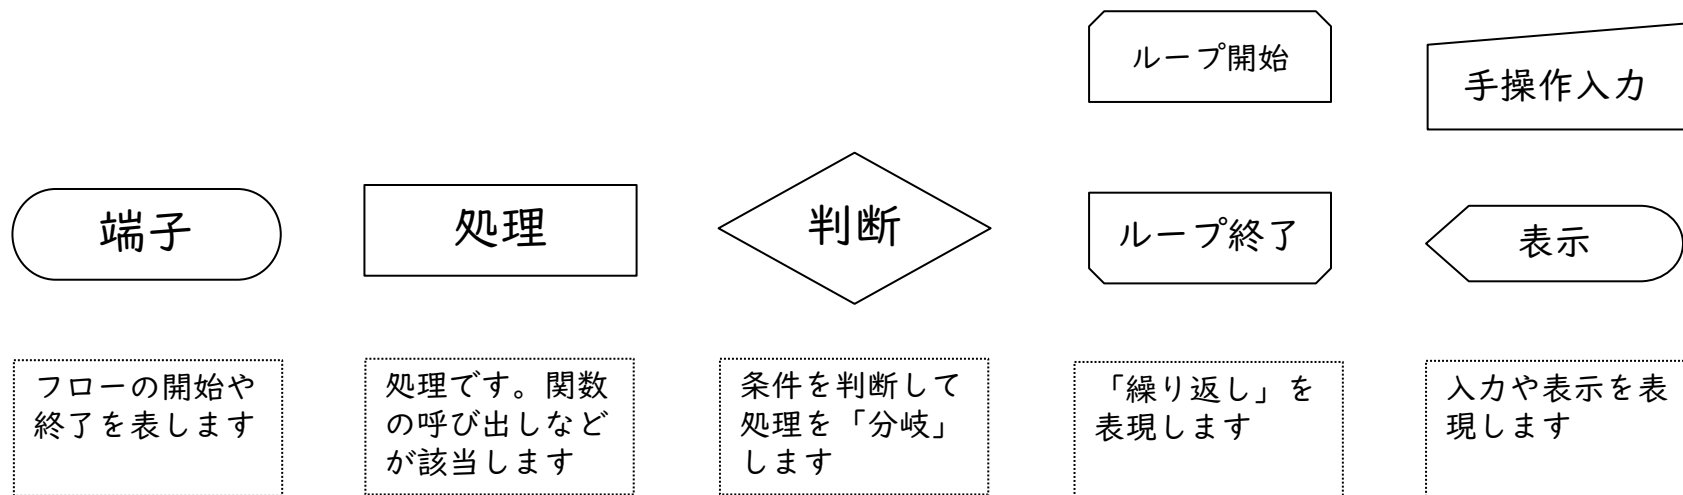 ループ開始
手操作入力
端子
処理
判断
ループ終了
表示
フローの開始や
終了を表します
処理です。関数
の呼び出しなど
が該当します
条件を判断して
処理を「分岐」
します
「繰り返し」を
表現します
入力や表示を表
現します